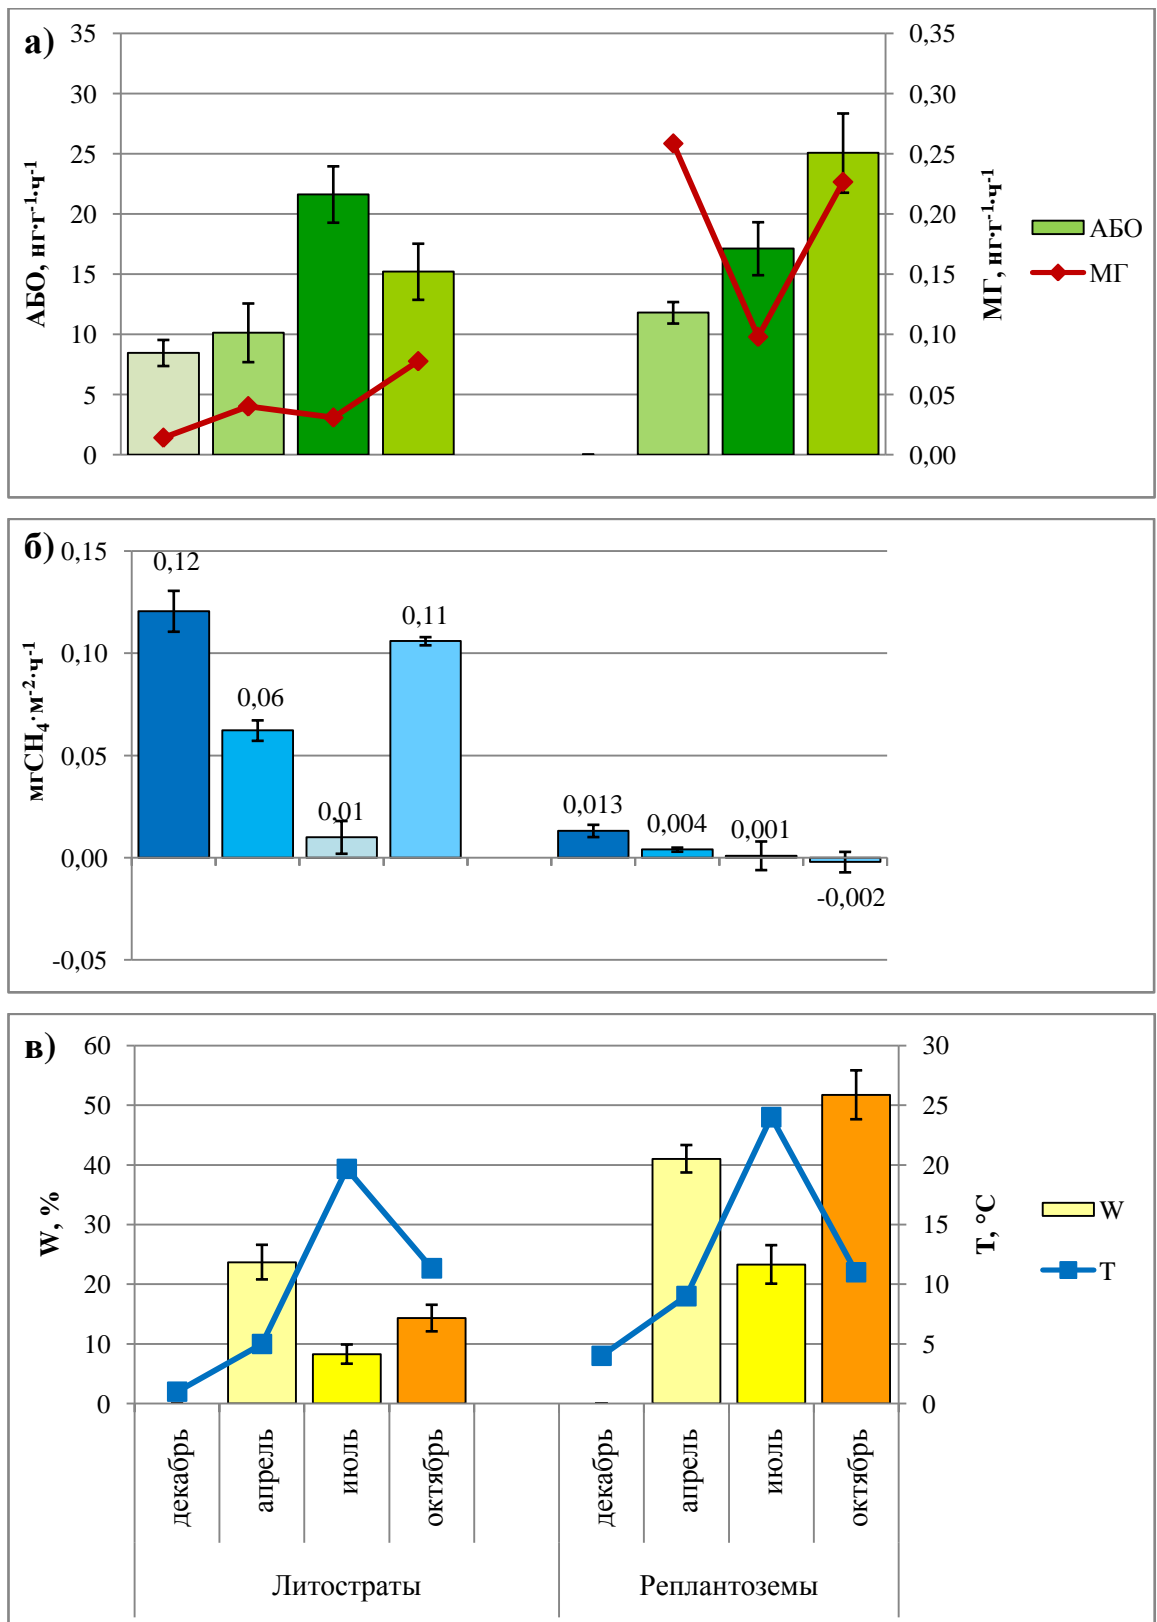 а)
35
30
25
20
15
10
5
0
АБО, нг·г⁻¹·ч⁻¹
0,35
0,30
0,25
0,20
0,15
0,10
0,05
0,00
МГ, нг·г⁻¹·ч⁻¹
АБО
МГ
б)
0,15
0,10
0,05
0,00
-0,05
мгCH₄·м⁻²·ч⁻¹
0,12
0,06
0,01
0,11
0,013
0,004
0,001
-0,002
в)
60
50
40
30
20
10
0
W, %
30
25
20
15
10
5
0
T, °C
W
T
декабрь
апрель
июль
октябрь
декабрь
апрель
июль
октябрь
Литостраты
Реплантоземы